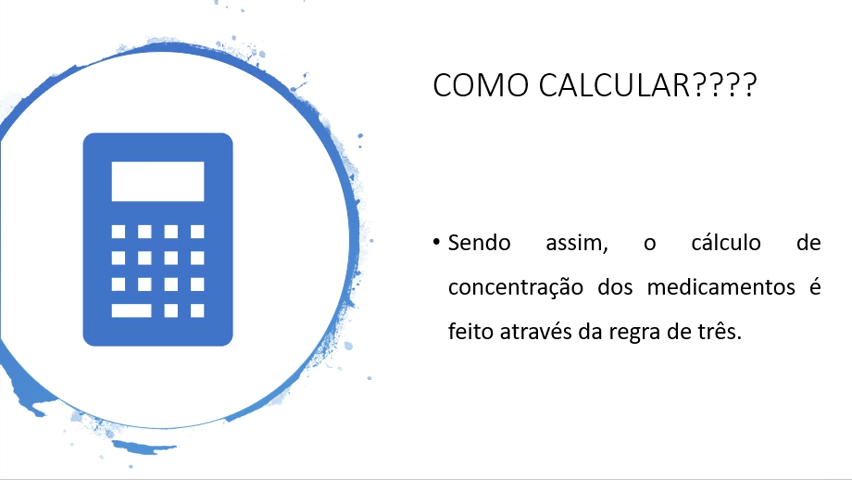 COMO CALCULAR????
• Sendo assim, o cálculo de
concentração dos medicamentos é
feito através da regra de três.